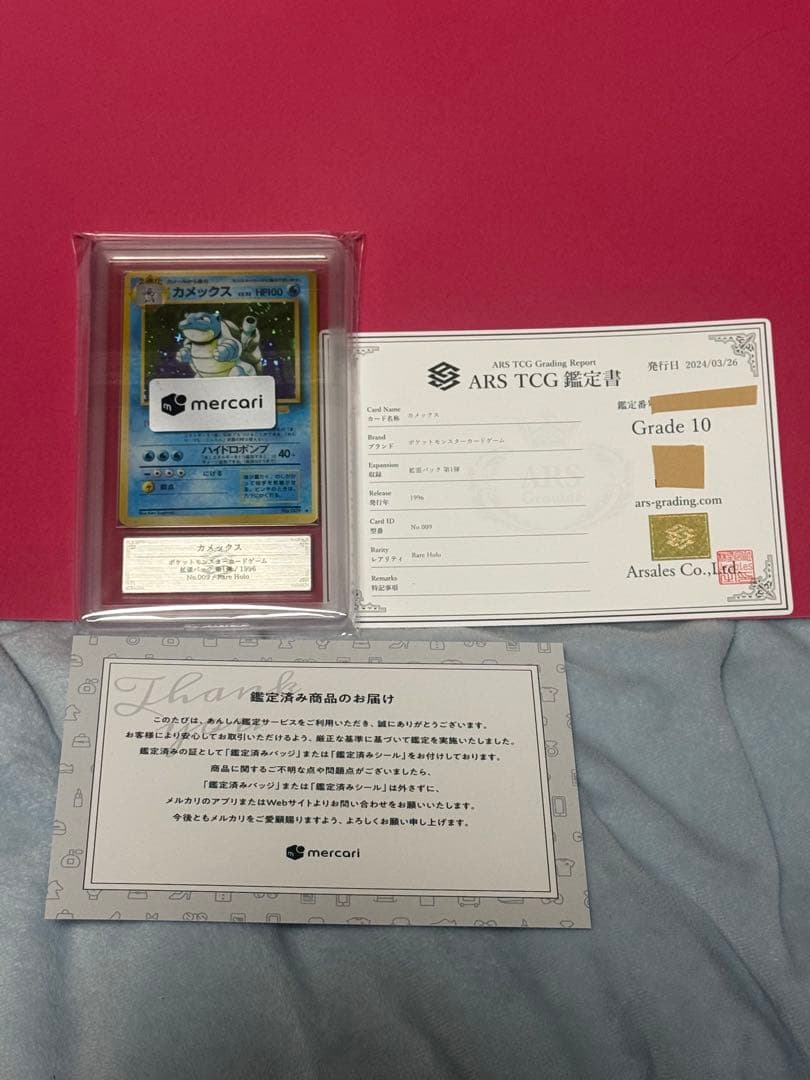 カメックス LV.52 HP100
mercari
ハイドロポンプ 40+
にげる
弱点
カメックス
ポケットモンスターカードゲーム
拡張パック 第1弾 / 1996
No.009 / Rare Holo
ARS TCG Grading Report
ARS TCG 鑑定書
発行日 2024/03/26
鑑定番号
Grade 10
ars-grading.com
Arsales Co.,Ltd.
Card Name
カード名称 カメックス
Brand
ブランド ポケットモンスターカードゲーム
Expansion
収録 拡張パック 第1弾
Release
発行年 1996
Card ID
型番 No.009
Rarity
レアリティ Rare Holo
Remarks
特記事項
ARS
Thank you
鑑定済み商品のお届け
このたびは、あんしん鑑定サービスをご利用いただき、誠にありがとうございます。
お客様により安心してお取引いただけるよう、厳正な基準に基づいて鑑定を実施いたしました。
鑑定済みの証として「鑑定済みバッジ」または「鑑定済みシール」をお付けしております。
商品に関するご不明な点や問題点がございましたら、
「鑑定済みバッジ」または「鑑定済みシール」は外さずに、
メルカリのアプリまたはWebサイトよりお問い合わせをお願いいたします。
今後ともメルカリをご愛顧賜りますよう、よろしくお願い申し上げます。
mercari